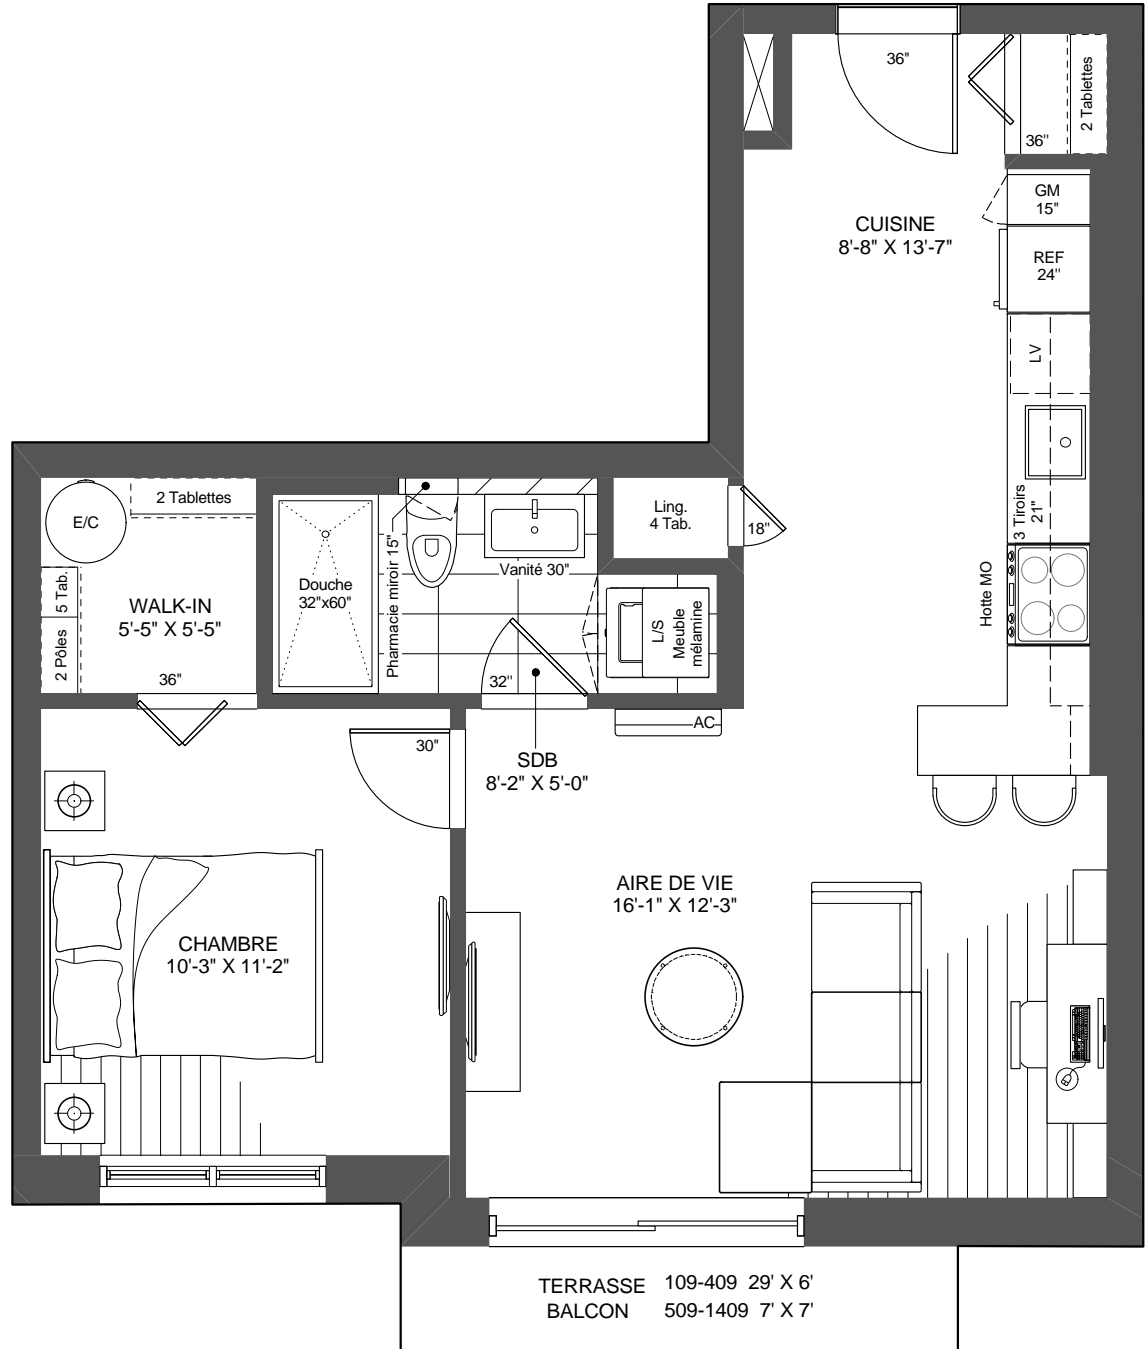 36"
36"
2 Tablettes
GM
15"
REF
24"
CUISINE
8'-8" X 13'-7"
LV
3 Tiroirs
21"
Hotte MO
Ling.
4 Tab.
18"
2 Tablettes
E/C
5 Tab.
2 Pôles
WALK-IN
5'-5" X 5'-5"
36"
Douche
32"x60"
Pharmacie miroir 15"
Vanité 30"
L/S
Meuble
mélamine
32"
AC
SDB
8'-2" X 5'-0"
30"
AIRE DE VIE
16'-1" X 12'-3"
CHAMBRE
10'-3" X 11'-2"
TERRASSE 109-409 29' X 6'
BALCON 509-1409 7' X 7'